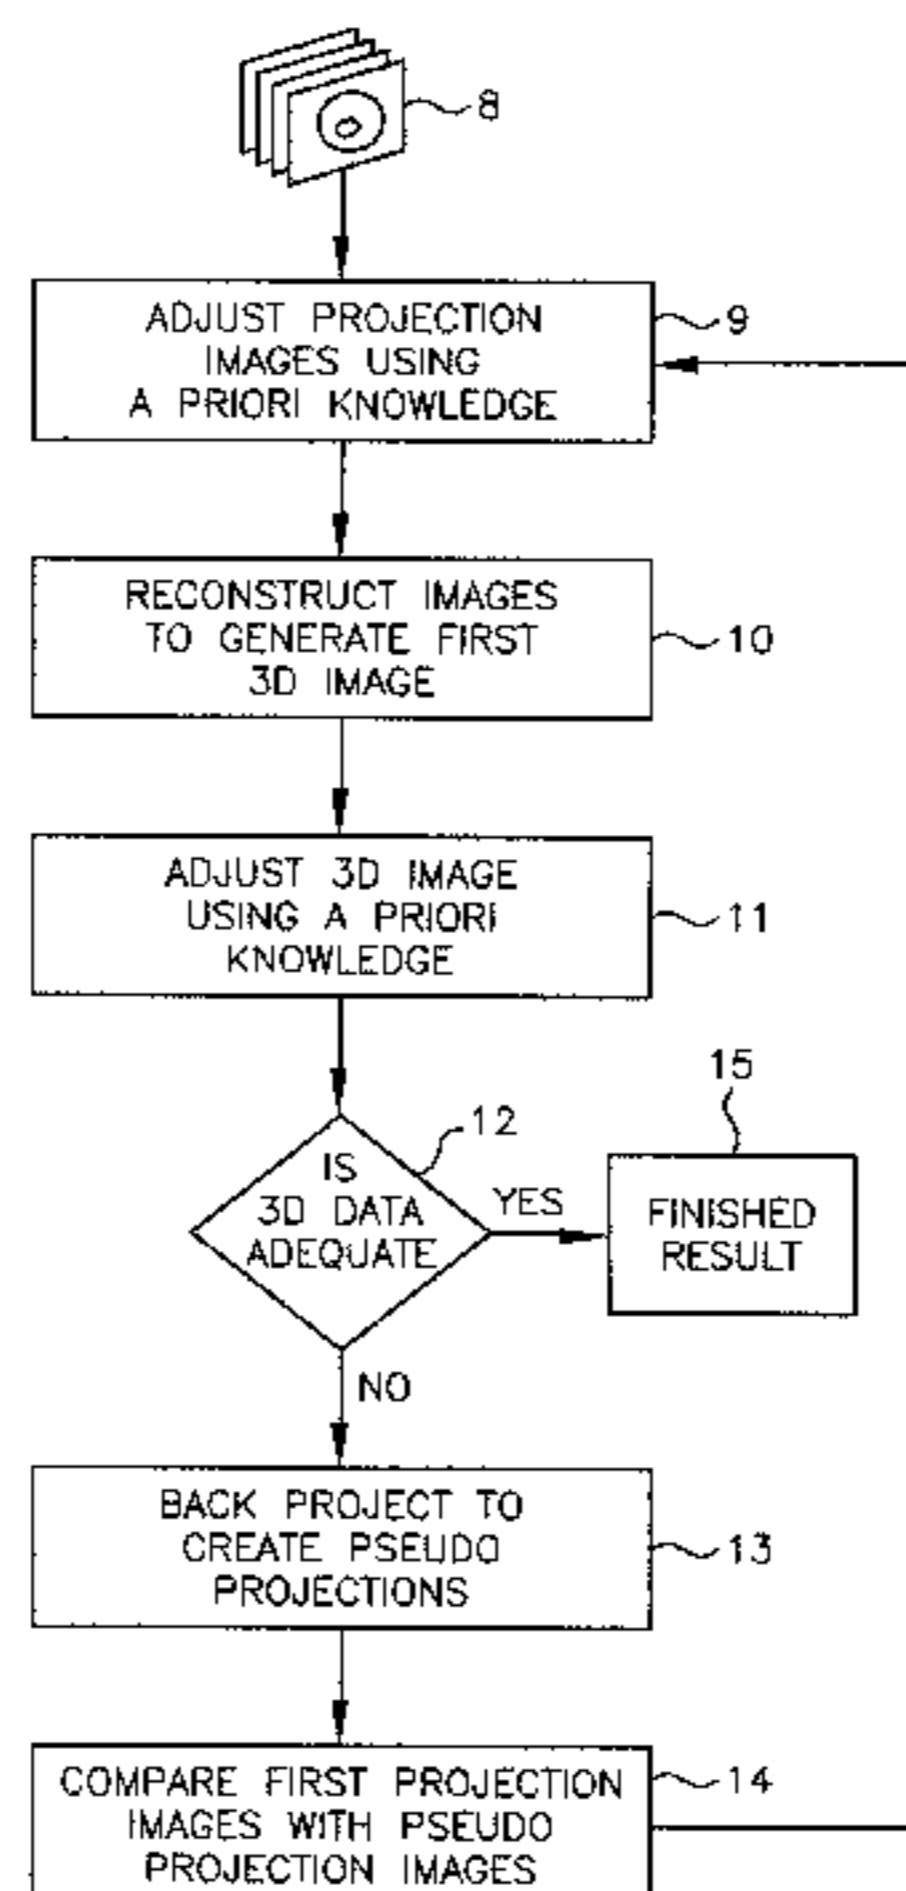 8
ADJUST PROJECTION
IMAGES USING
A PRIORI KNOWLEDGE
9
RECONSTRUCT IMAGES
TO GENERATE FIRST
3D IMAGE
10
ADJUST 3D IMAGE
USING A PRIORI
KNOWLEDGE
11
12
IS
3D DATA
ADEQUATE
YES
15
FINISHED
RESULT
NO
BACK PROJECT TO
CREATE PSEUDO
PROJECTIONS
13
COMPARE FIRST PROJECTION
IMAGES WITH PSEUDO
PROJECTION IMAGES
14